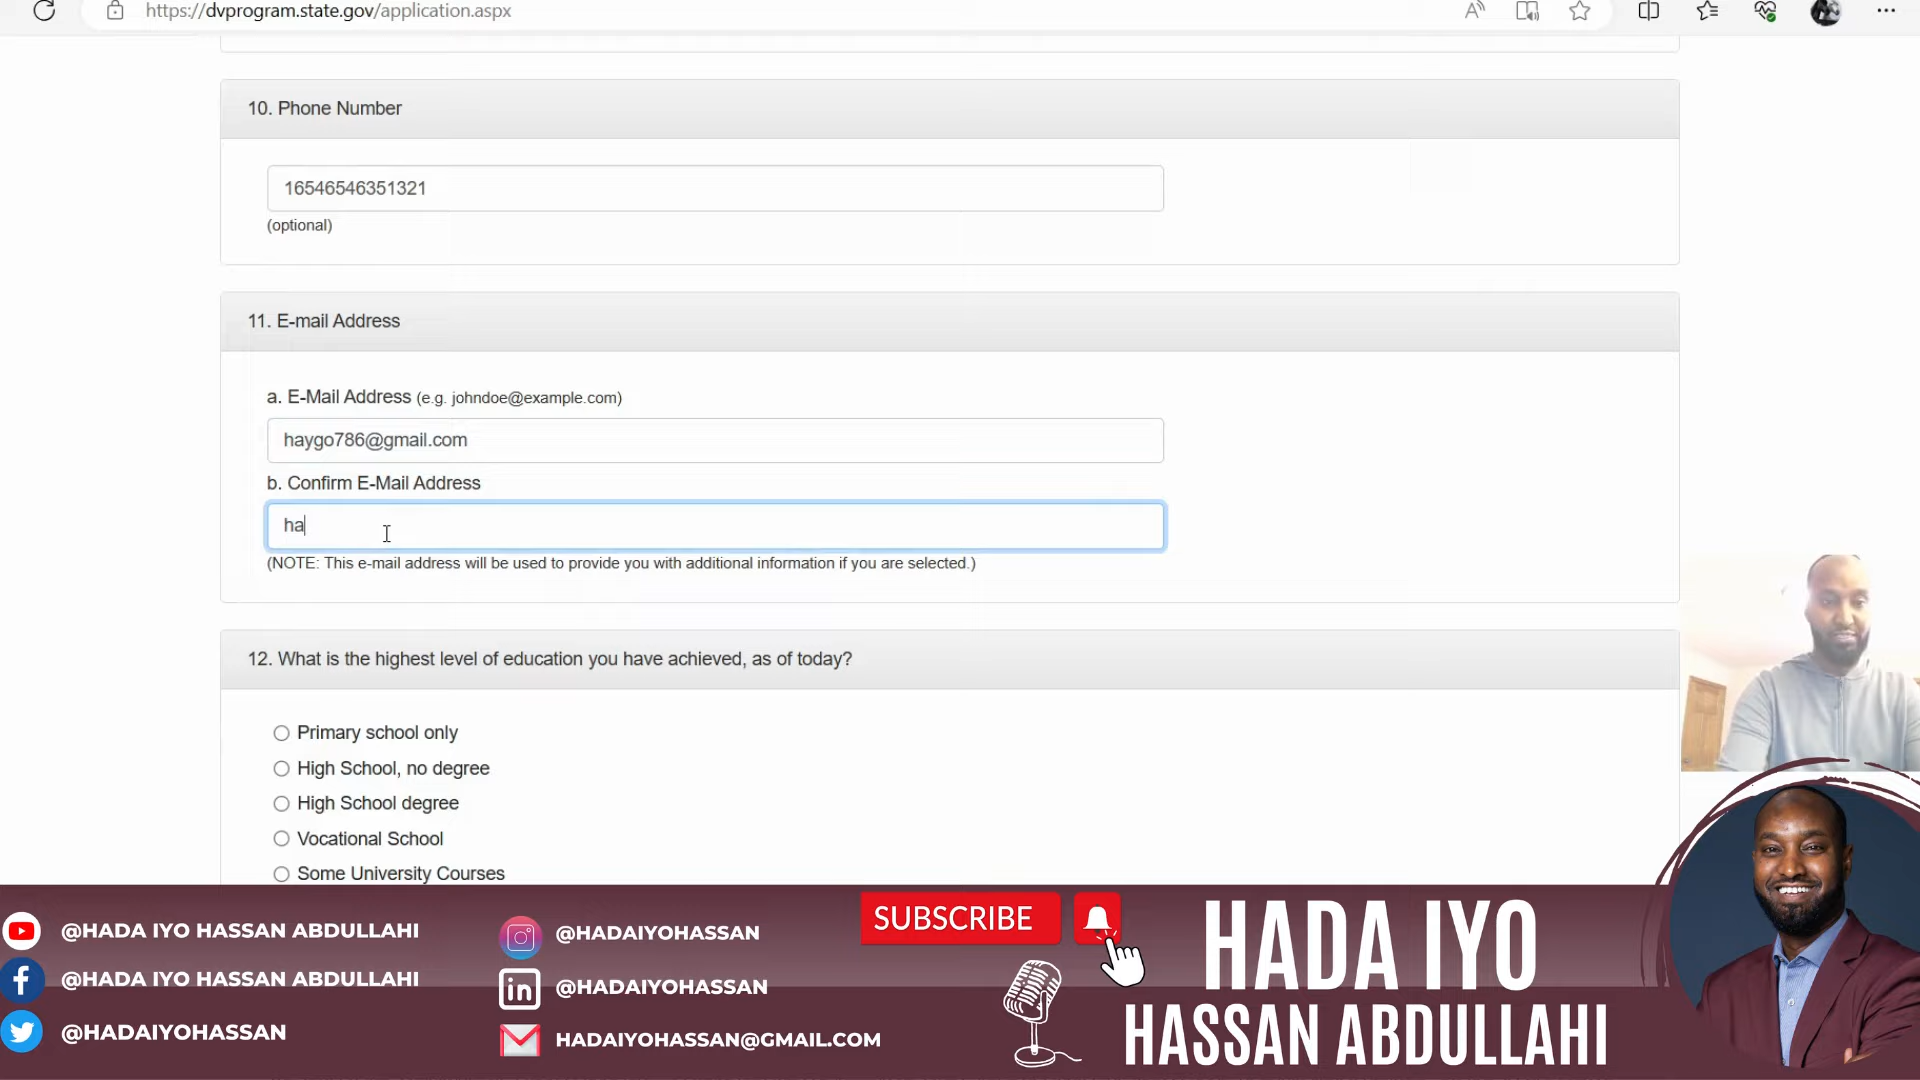 https://dvprogram.state.gov/application.aspx
10. Phone Number
16546546351321
(optional)
11. E-mail Address
a. E-Mail Address (e.g. johndoe@example.com)
haygo786@gmail.com
b. Confirm E-Mail Address
ha
(NOTE: This e-mail address will be used to provide you with additional information if you are selected.)
12. What is the highest level of education you have achieved, as of today?
Primary school only
High School, no degree
High School degree
Vocational School
Some University Courses
@HADA IYO HASSAN ABDULLAHI
@HADA IYO HASSAN ABDULLAHI
@HADAIYOHASSAN
@HADAIYOHASSAN
@HADAIYOHASSAN
HADAIYOHASSAN@GMAIL.COM
SUBSCRIBE
HADA IYO
HASSAN ABDULLAHI